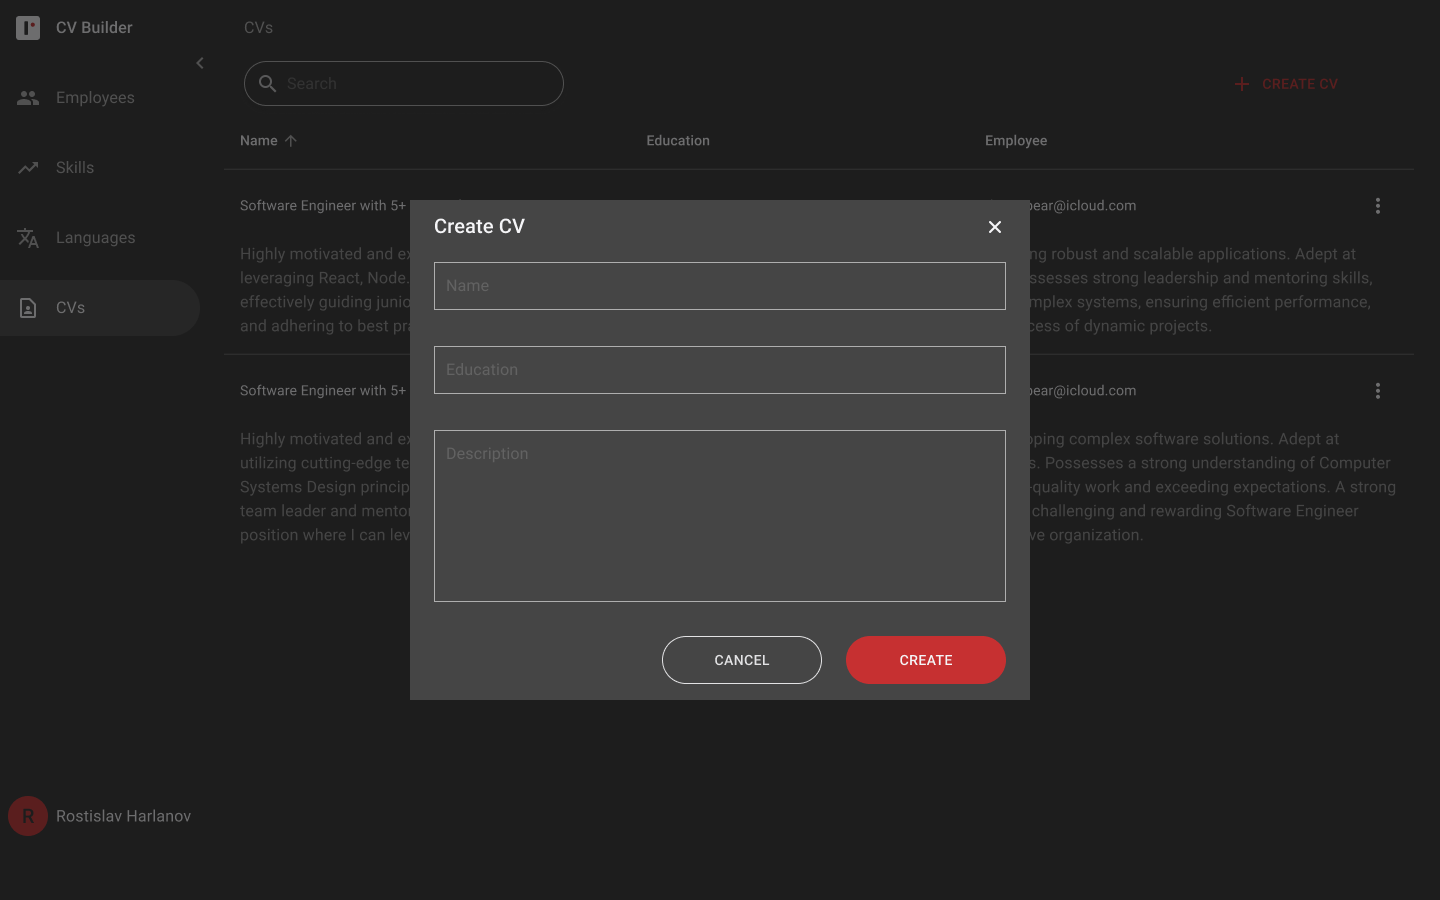 CV Builder
CVs
Search
CREATE CV
Employees
Skills
Languages
CVs
Name
Education
Employee
Software Engineer with 5+
bear@icloud.com
Highly motivated and
ng robust and scalable applications. Adept at
leveraging React, Node.
ossesses strong leadership and mentoring skills,
effectively guiding junio
mplex systems, ensuring efficient performance,
and adhering to best
cess of dynamic projects.
Software Engineer with 5+
bear@icloud.com
Highly motivated and
oping complex software solutions. Adept at
utilizing cutting-edge te
s. Possesses a strong understanding of Computer
Systems Design princip
-quality work and exceeding expectations. A strong
team leader and mento
challenging and rewarding Software Engineer
position where I can lev
ve organization.
Create CV
Name
Education
Description
CANCEL
CREATE
R
Rostislav Harlanov